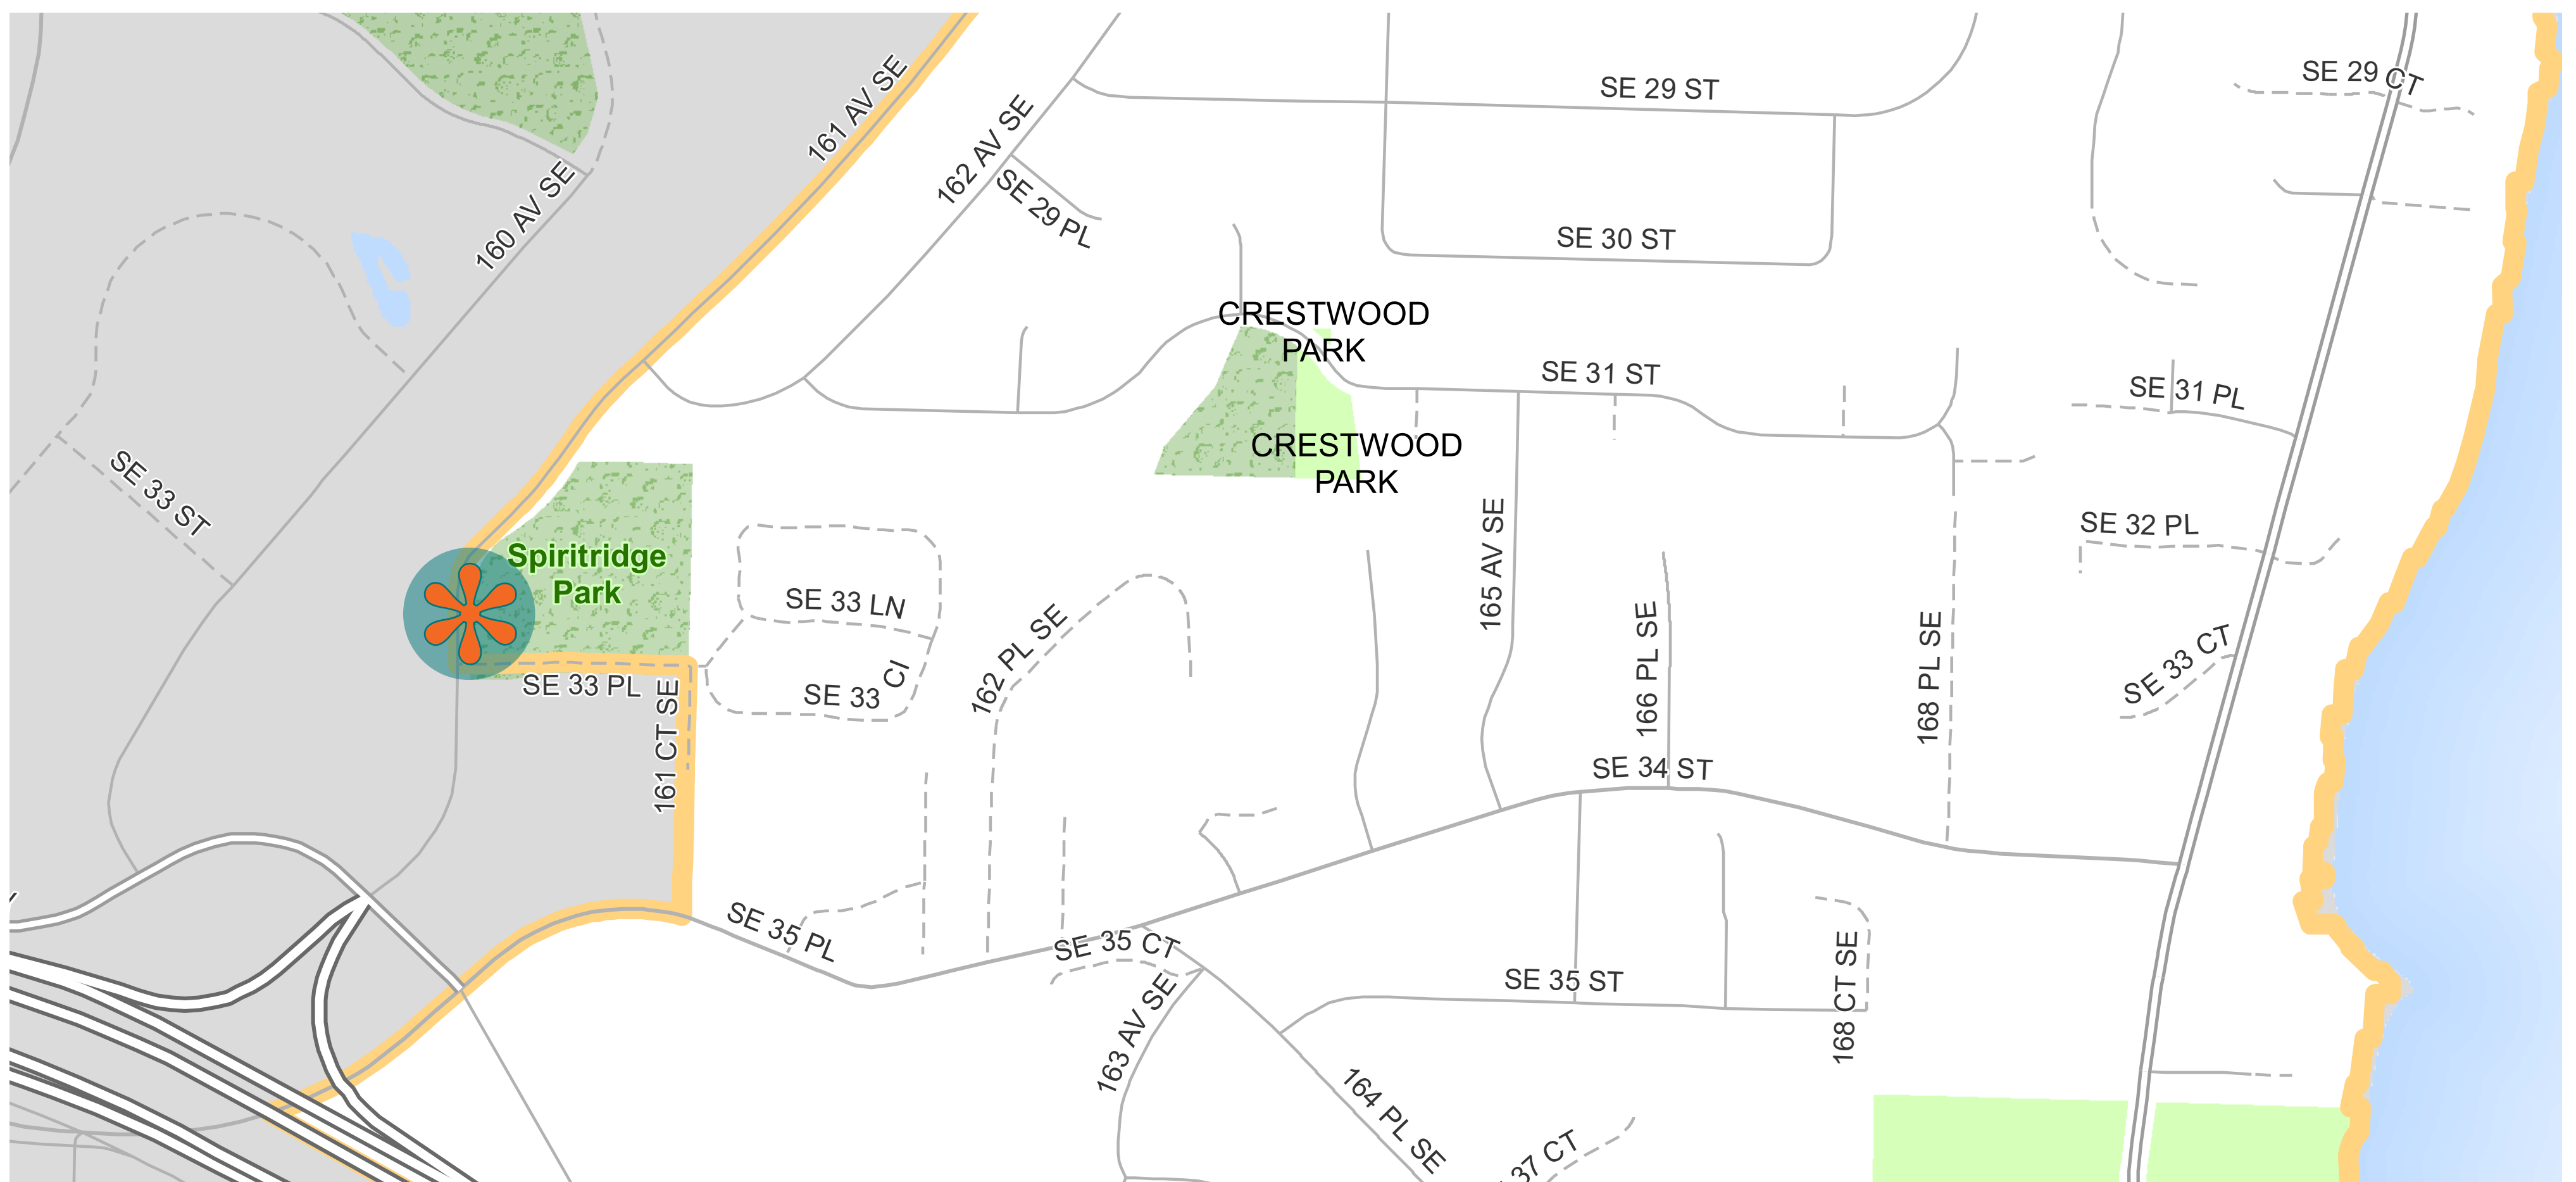 SE 29 CT
SE 29 ST
161 AV SE
162 AV SE
SE 29 PL
160 AV SE
SE 30 ST
CRESTWOOD
PARK
SE 31 ST
SE 31 PL
CRESTWOOD
PARK
SE 33 ST
165 AV SE
SE 32 PL
Spiritridge
Park
SE 33 LN
162 PL SE
166 PL SE
168 PL SE
SE 33 CT
SE 33 PL
SE 33 CI
161 CT SE
SE 34 ST
SE 35 PL
SE 35 CT
163 AV SE
SE 35 ST
168 CT SE
164 PL SE
37 CT